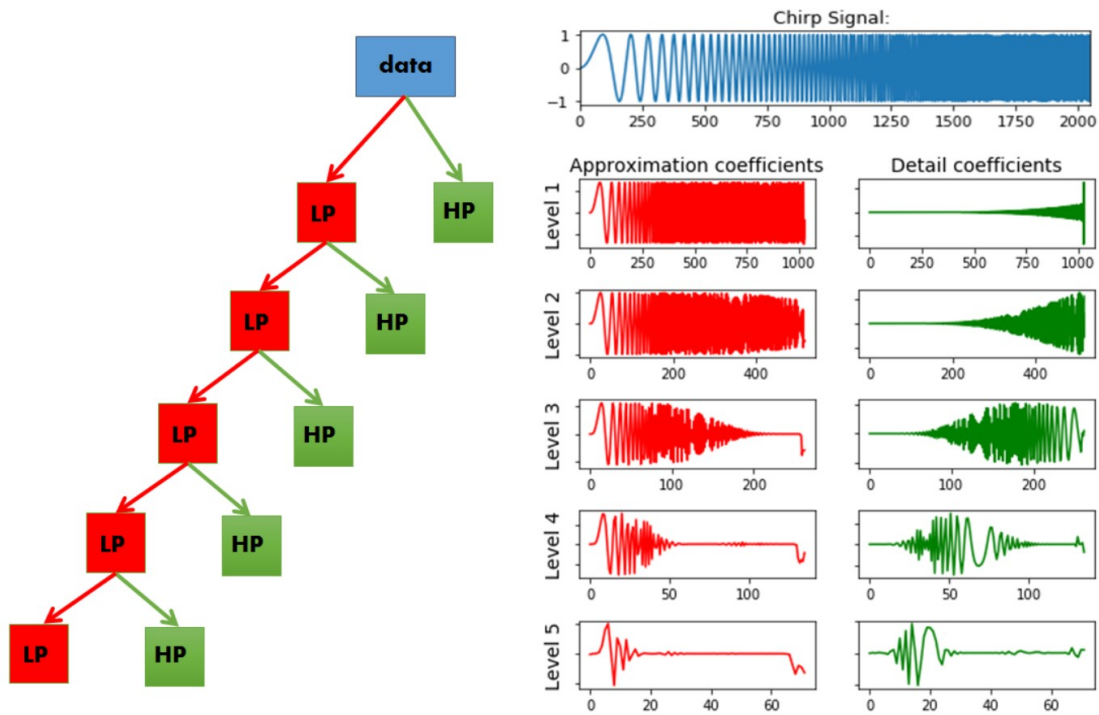 data
LP
HP
LP
HP
LP
HP
LP
HP
LP
HP
Chirp Signal:
1
0
−1
0 250 500 750 1000 1250 1500 1750 2000
Approximation coefficients
Detail coefficients
Level 1
0 250 500 750 1000
0 250 500 750 1000
Level 2
0 200 400
0 200 400
Level 3
0 100 200
0 100 200
Level 4
0 50 100
0 100
Level 5
0 20 40 60
0 20 40 60